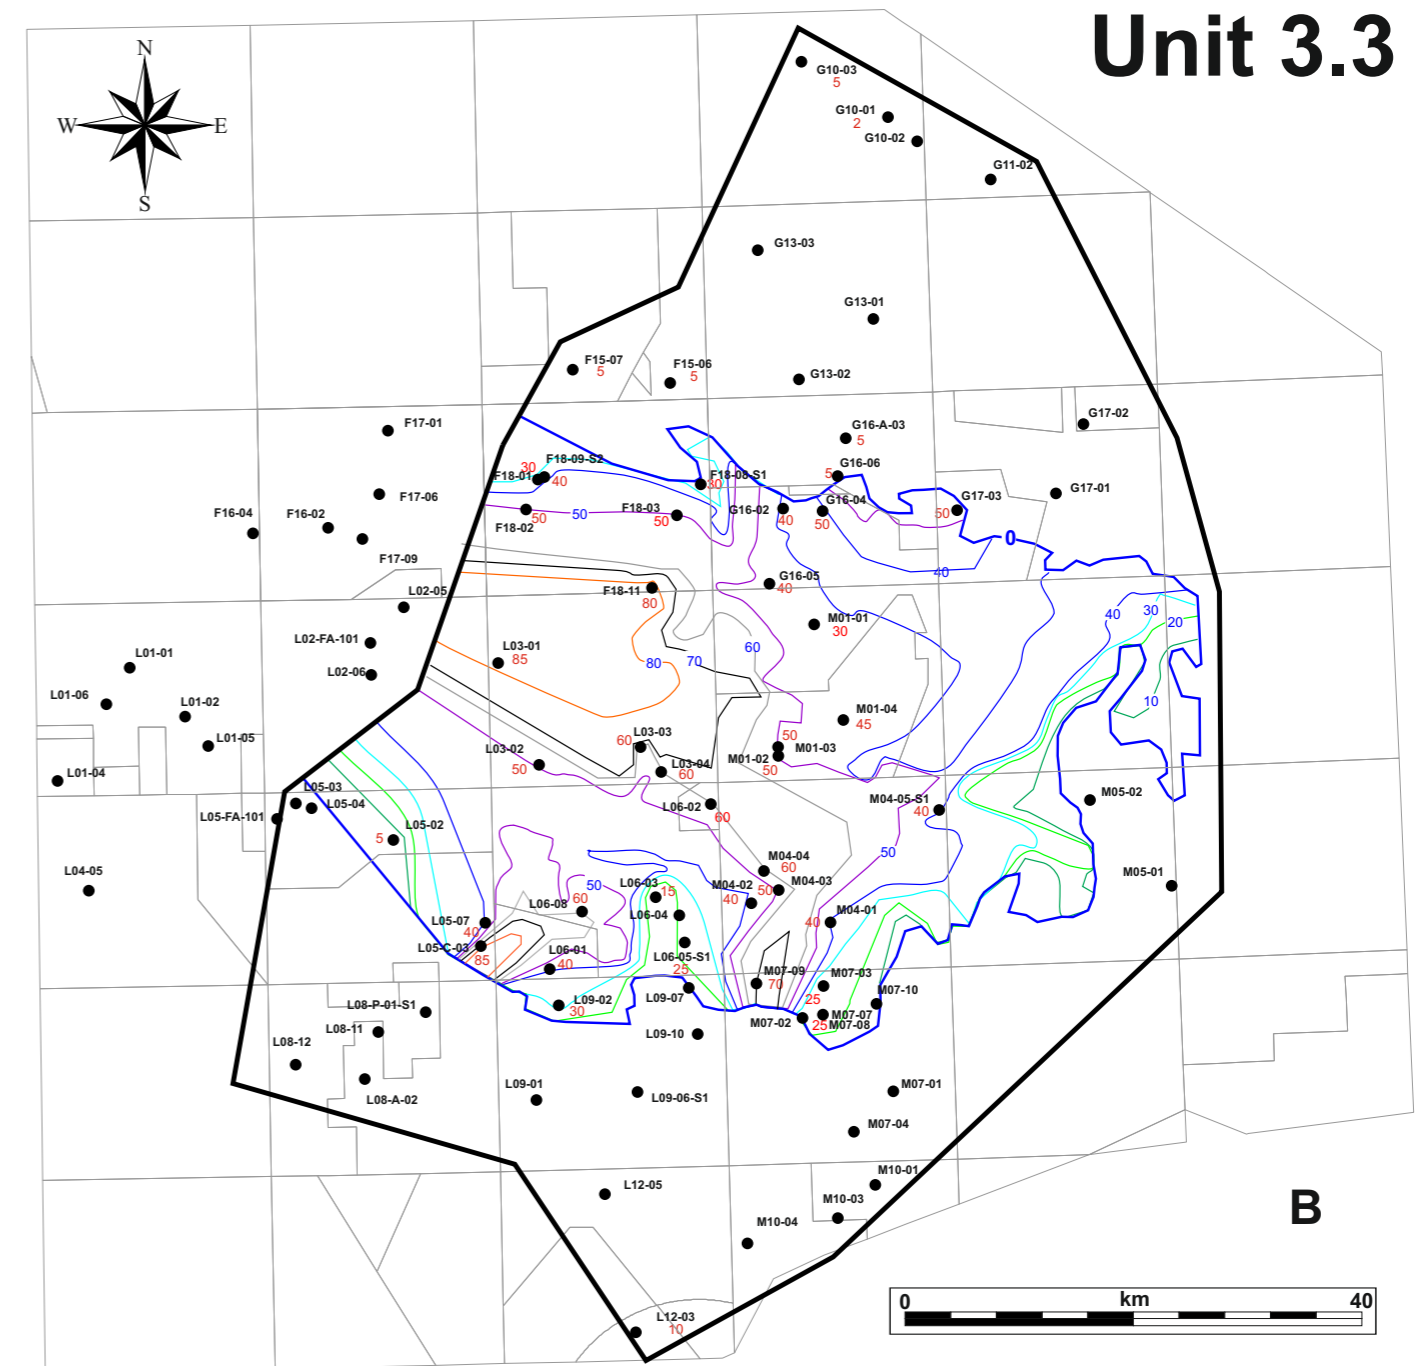 Unit 3.3
N
W
E
S
G10-03
5
G10-01
2
G10-02
G11-02
G13-03
G13-01
F15-07
5
F15-06
5
G13-02
G17-02
F17-01
G16-A-03
5
F18-09-S2
30
F18-01
40
F18-08-S1
30
G16-06
5
F17-06
G17-01
F16-04
F16-02
F18-02
50
50
F18-03
50
G16-02
40
G16-04
50
G17-03
50
0
F17-09
40
G16-05
40
F18-11
80
L02-05
M01-01
30
40
30
20
L02-FA-101
L03-01
85
60
80
70
L01-01
L02-06
L01-06
L01-02
10
M01-04
45
L01-05
60
L03-03
50
M01-03
L03-02
50
M01-02
50
L01-04
L03-04
60
L05-03
L05-04
L05-FA-101
L06-02
60
M04-05-S1
40
M05-02
L05-02
5
50
L04-05
M04-04
60
M05-01
50
L06-03
15
M04-02
40
50
M04-03
L06-08
60
L06-04
L05-07
40
M04-01
40
L05-C-03
85
L06-01
40
L06-05-S1
25
M07-09
70
M07-03
25
M07-10
L09-02
30
L09-07
L08-P-01-S1
M07-02
M07-07
25
M07-08
L08-11
L09-10
L08-12
L08-A-02
L09-01
L09-06-S1
M07-01
M07-04
L12-05
M10-01
M10-03
B
M10-04
0
km
40
L12-03
10